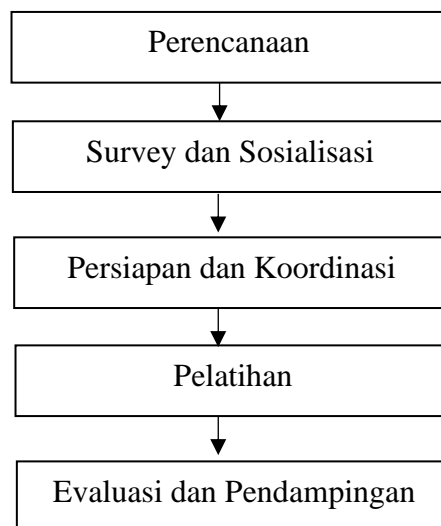 Perencanaan
Survey dan Sosialisasi
Persiapan dan Koordinasi
Pelatihan
Evaluasi dan Pendampingan